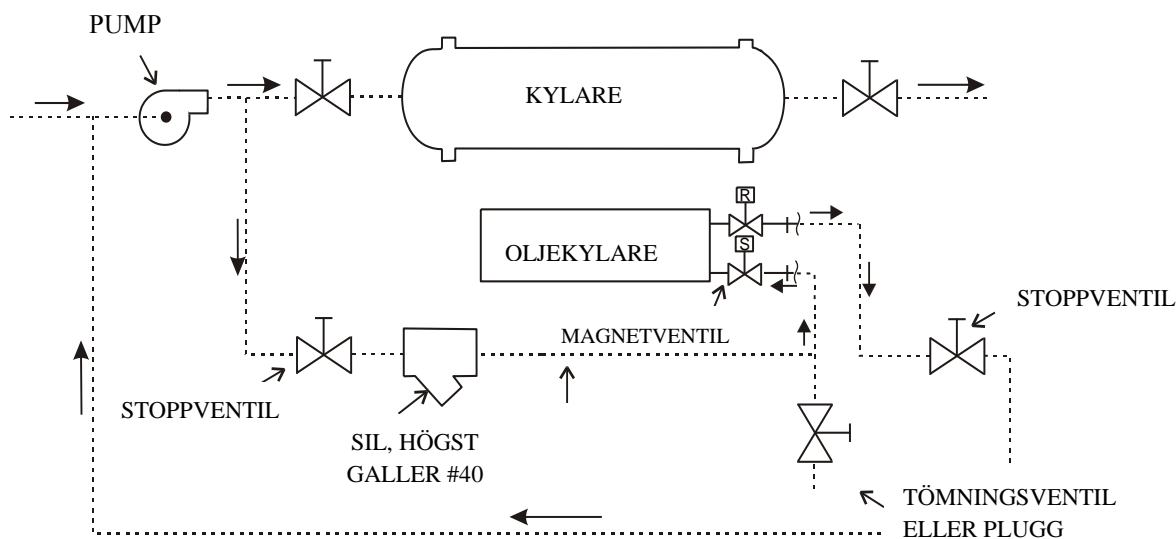 PUMP
KYLARE
R
OLJEKYLARE
S
STOPPVENTIL
MAGNETVENTIL
STOPPVENTIL
SIL, HÖGST
GALLER #40
TÖMNINGSVENTIL
ELLER PLUGG